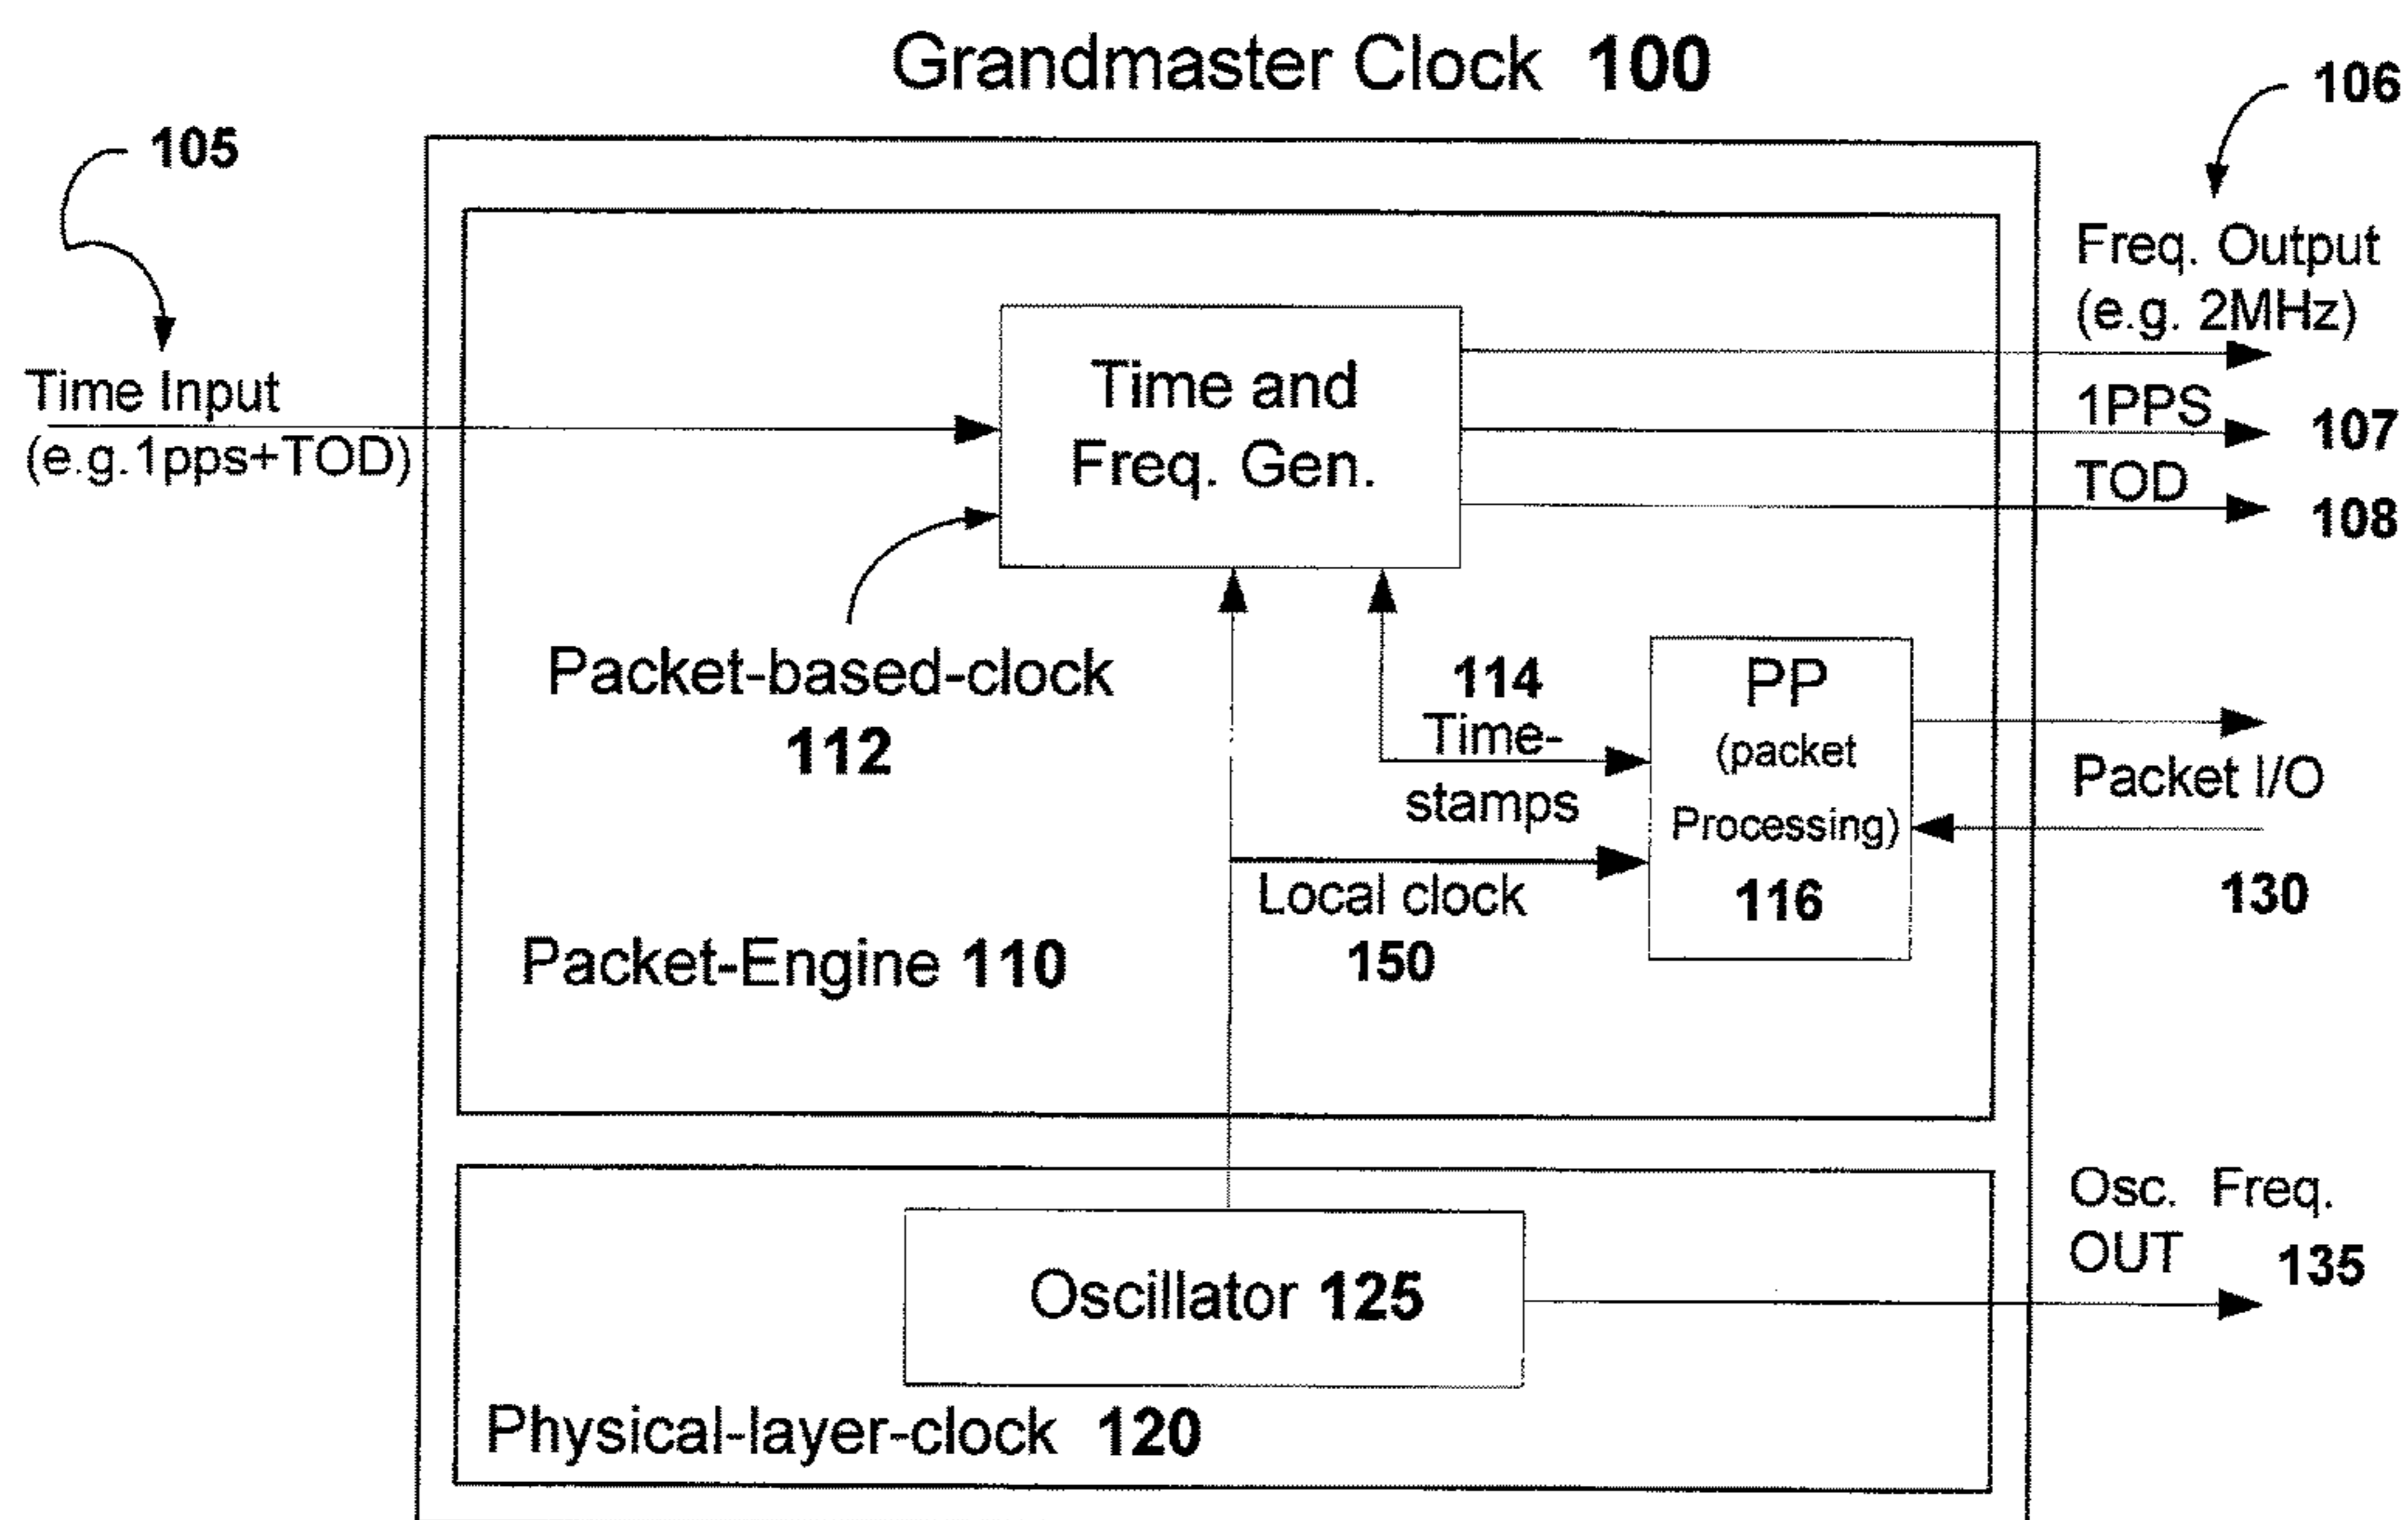 Grandmaster Clock 100
106
105
Freq. Output
(e.g. 2MHz)
Time Input
(e.g.1pps+TOD)
Time and
Freq. Gen.
1PPS
107
TOD
108
Packet-based-clock
112
114
Time-
stamps
PP
(packet
Processing)
116
Packet I/O
130
Local clock
150
Packet-Engine 110
Osc. Freq.
OUT 135
Oscillator 125
Physical-layer-clock 120